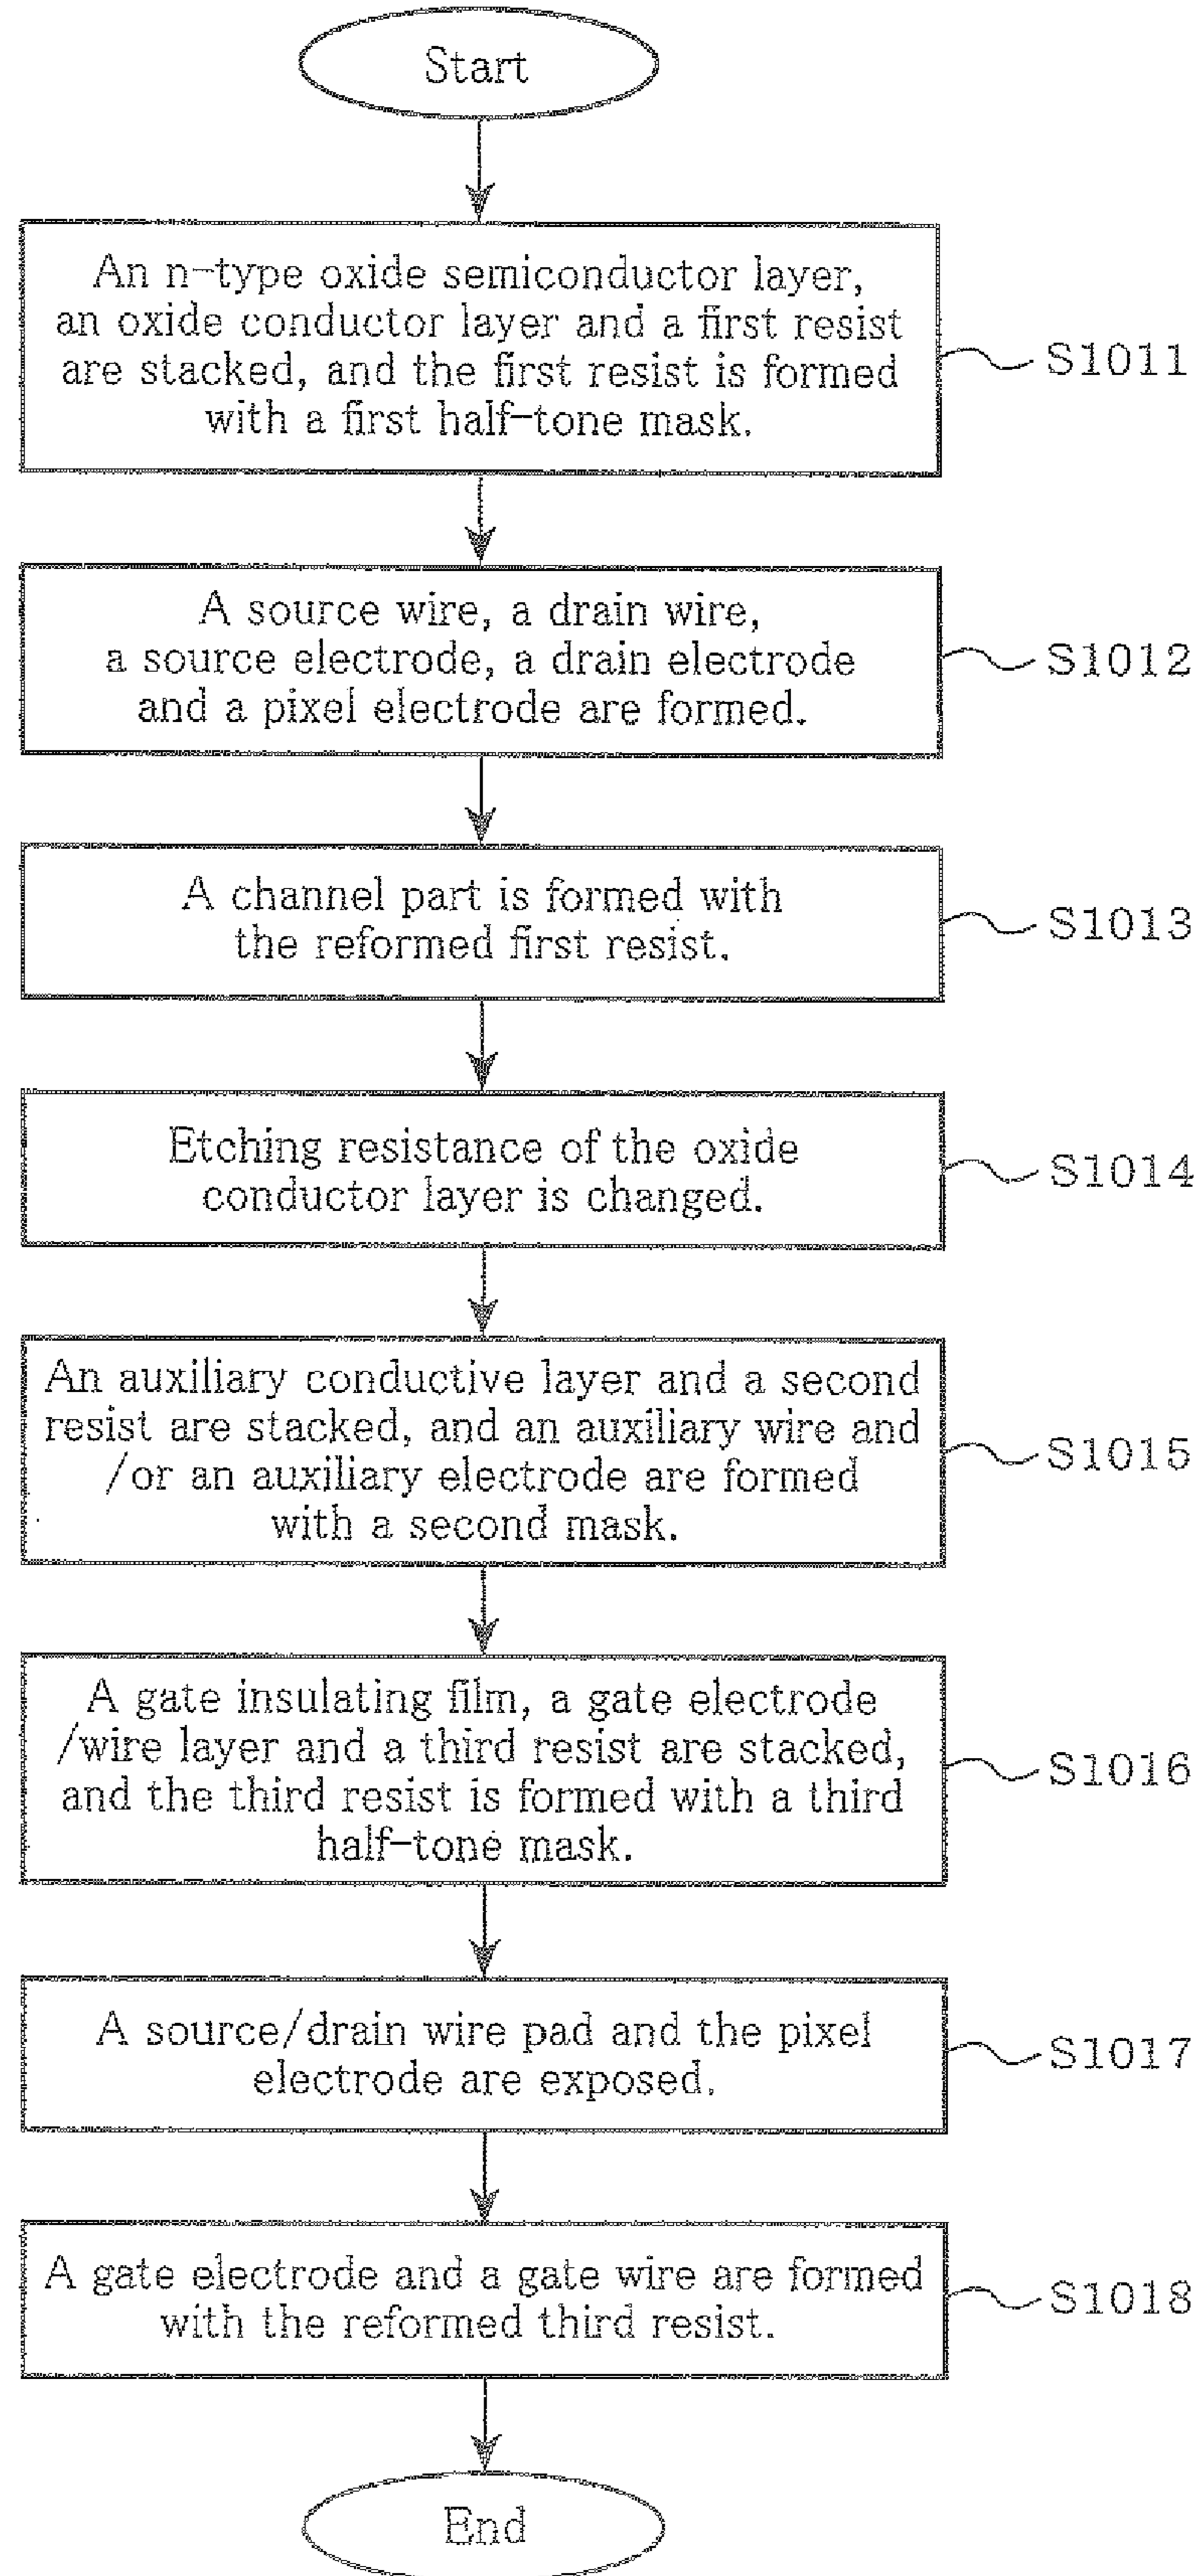 Start
An n-type oxide semiconductor layer,
an oxide conductor layer and a first resist
are stacked, and the first resist is formed
with a first half-tone mask.
S1011
A source wire, a drain wire,
a source electrode, a drain electrode
and a pixel electrode are formed.
S1012
A channel part is formed with
the reformed first resist.
S1013
Etching resistance of the oxide
conductor layer is changed.
S1014
An auxiliary conductive layer and a second
resist are stacked, and an auxiliary wire and
/or an auxiliary electrode are formed
with a second mask.
S1015
A gate insulating film, a gate electrode
/wire layer and a third resist are stacked,
and the third resist is formed with a third
half-tone mask.
S1016
A source/drain wire pad and the pixel
electrode are exposed.
S1017
A gate electrode and a gate wire are formed
with the reformed third resist.
S1018
End